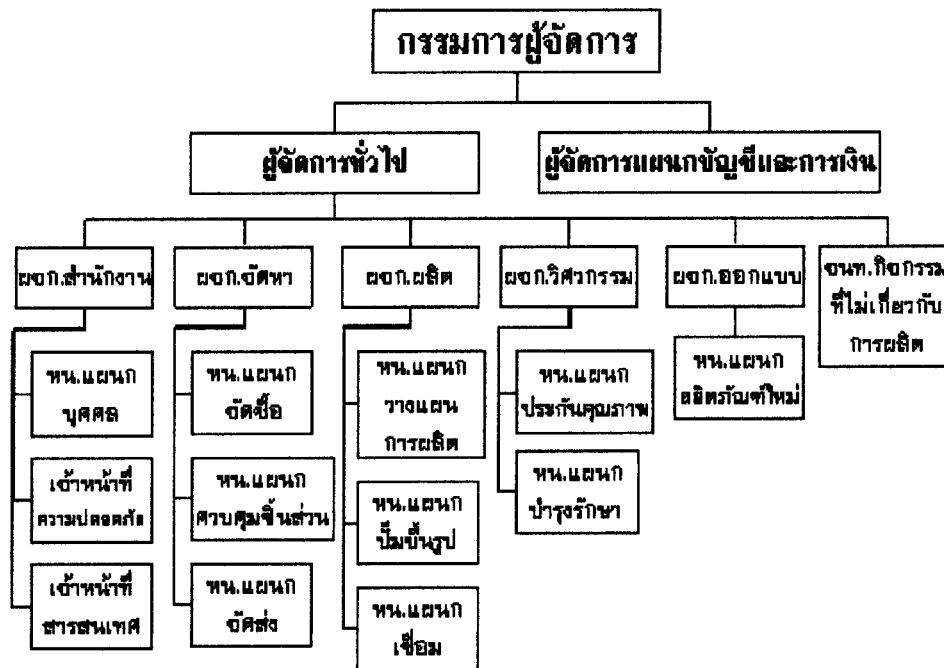 กรรมการผู้จัดการ
ผู้จัดการทั่วไป
ผู้จัดการแผนกบัญชีและการเงิน
ผจก.สำนักงาน
ผจก.จัดหา
ผจก.ผลิต
ผจก.วิศวกรรม
ผจก.ออกแบบ
จนท.กิจกรรม
ที่ไม่เกี่ยวกับ
การผลิต
หน.แผนก
บุคคล
เจ้าหน้าที่
ความปลอดภัย
เจ้าหน้าที่
สารสนเทศ
หน.แผนก
จัดซื้อ
หน.แผนก
ควบคุมชิ้นส่วน
หน.แผนก
จัดส่ง
หน.แผนก
วางแผน
การผลิต
หน.แผนก
ปั๊มขึ้นรูป
หน.แผนก
เชื่อม
หน.แผนก
ประกันคุณภาพ
หน.แผนก
บำรุงรักษา
หน.แผนก
ผลิตภัณฑ์ใหม่